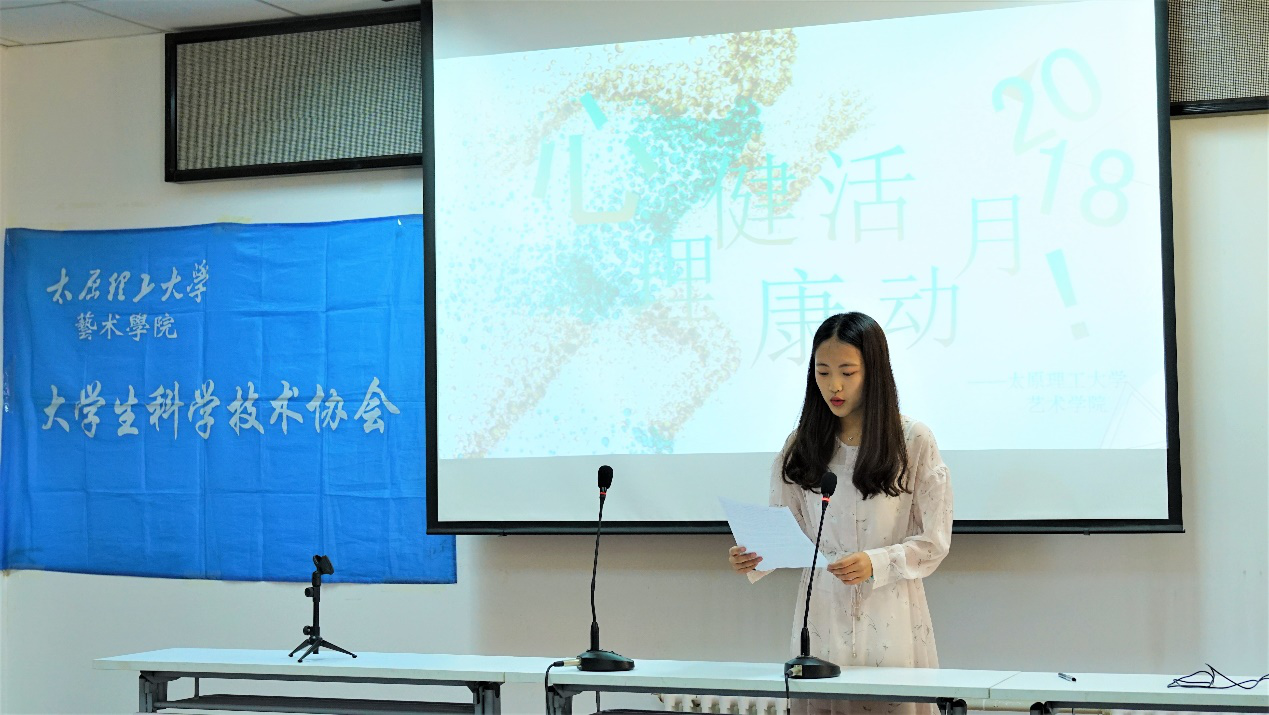 太原理工大学
藝术學院
大学生科学技术协会
心理健康活动月!
2018
——太原理工大学
艺术学院